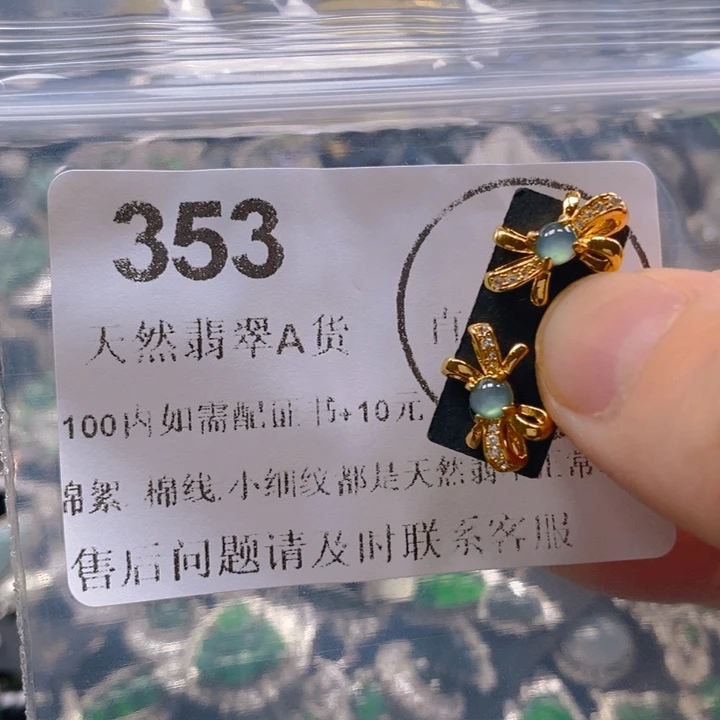 353
天然翡翠A货
100内如需配证书+10元
棉絮 棉线.小细纹都是天然翡
售后问题请及时联系客服